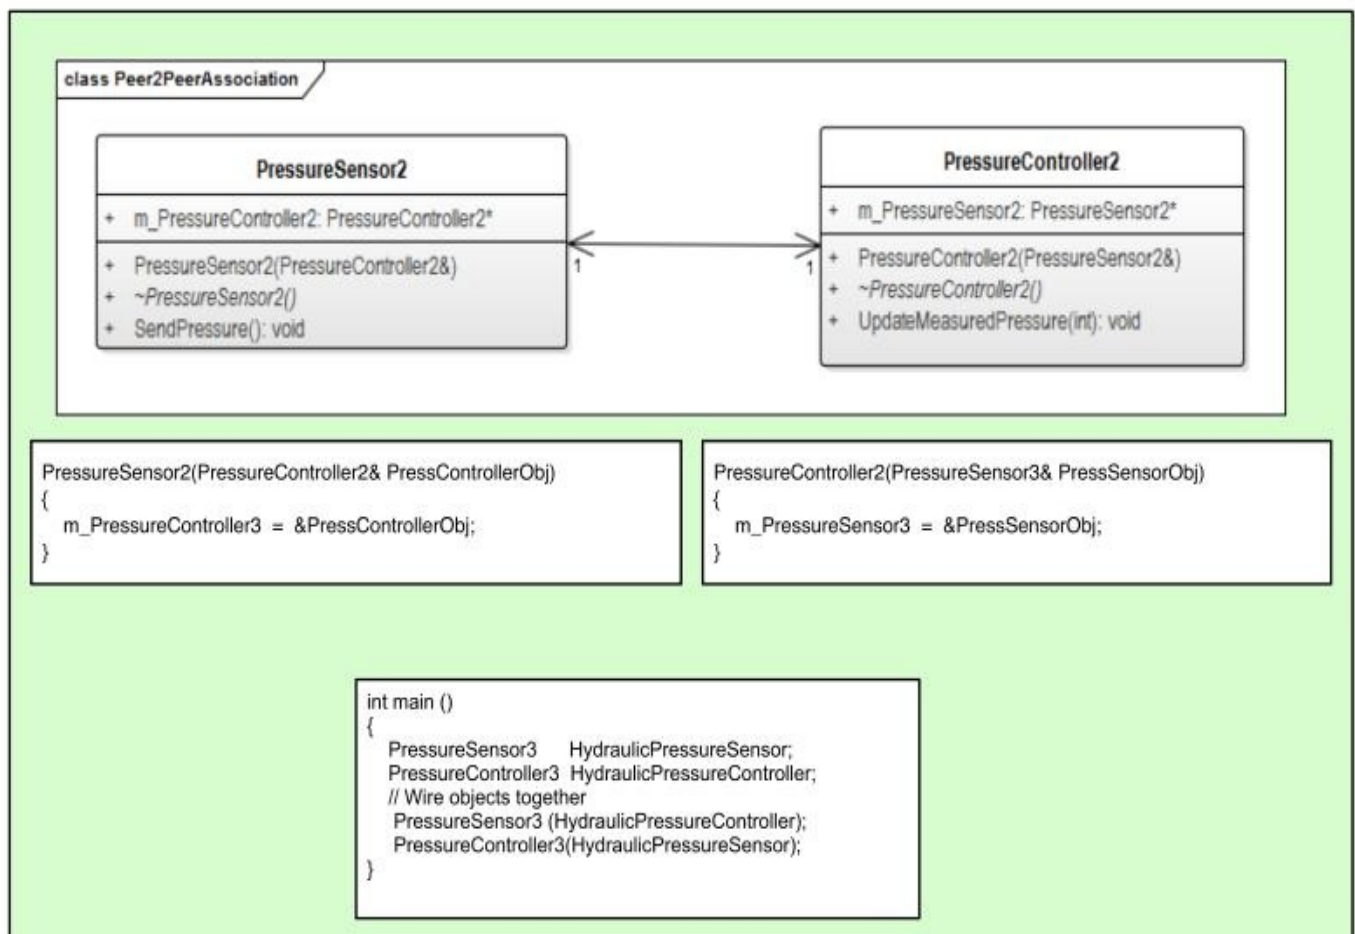 class Peer2PeerAssociation
PressureSensor2
+ m_PressureController2: PressureController2*
+ PressureSensor2(PressureController2&)
+ ~PressureSensor2()
+ SendPressure(): void
1
1
PressureController2
+ m_PressureSensor2: PressureSensor2*
+ PressureController2(PressureSensor2&)
+ ~PressureController2()
+ UpdateMeasuredPressure(int): void
PressureSensor2(PressureController2& PressControllerObj)
{
m_PressureController3 = &PressControllerObj;
}
PressureController2(PressureSensor3& PressSensorObj)
{
m_PressureSensor3 = &PressSensorObj;
}
int main ()
{
PressureSensor3 HydraulicPressureSensor;
PressureController3 HydraulicPressureController;
// Wire objects together
PressureSensor3 (HydraulicPressureController);
PressureController3(HydraulicPressureSensor);
}